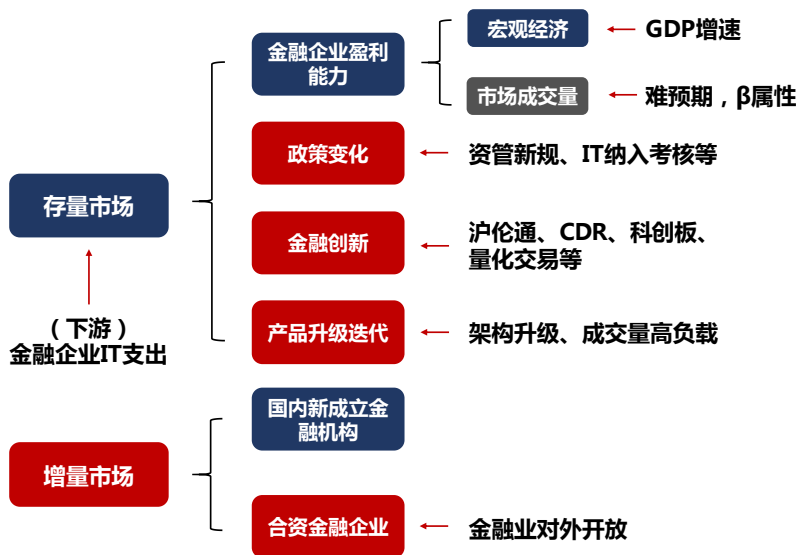 金融企业盈利
能力
宏观经济
GDP增速
市场成交量
难预期，β属性
政策变化
资管新规、IT纳入考核等
存量市场
金融创新
沪伦通、CDR、科创板、
量化交易等
（下游）
金融企业IT支出
产品升级迭代
架构升级、成交量高负载
国内新成立金
融机构
增量市场
合资金融企业
金融业对外开放